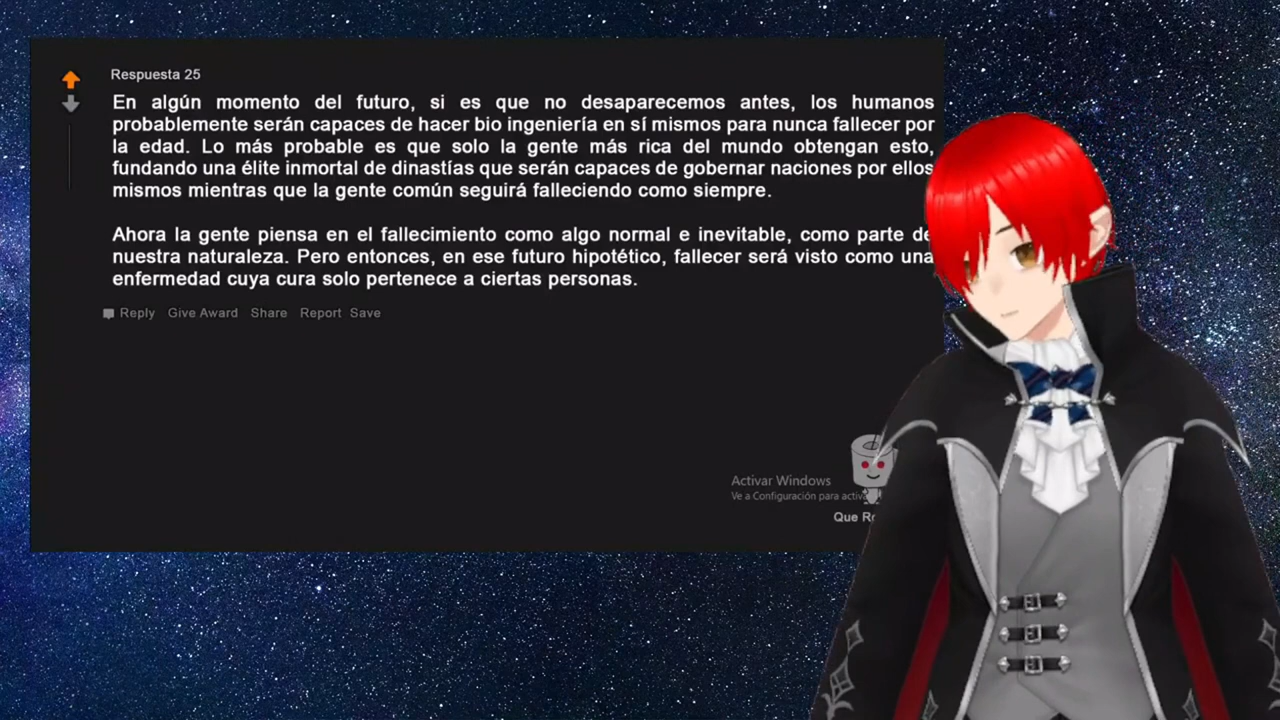 Respuesta 25
En algún momento del futuro, si es que no desaparecemos antes, los humanos
probablemente serán capaces de hacer bio ingeniería en sí mismos para nunca fallecer por
la edad. Lo más probable es que solo la gente más rica del mundo obtengan esto,
fundando una élite inmortal de dinastías que serán capaces de gobernar naciones por ellos
mismos mientras que la gente común seguirá falleciendo como siempre.
Ahora la gente piensa en el fallecimiento como algo normal e inevitable, como parte de
nuestra naturaleza. Pero entonces, en ese futuro hipotético, fallecer será visto como una
enfermedad cuya cura solo pertenece a ciertas personas.
Reply Give Award Share Report Save
Activar Windows
Ve a Configuración para
Que